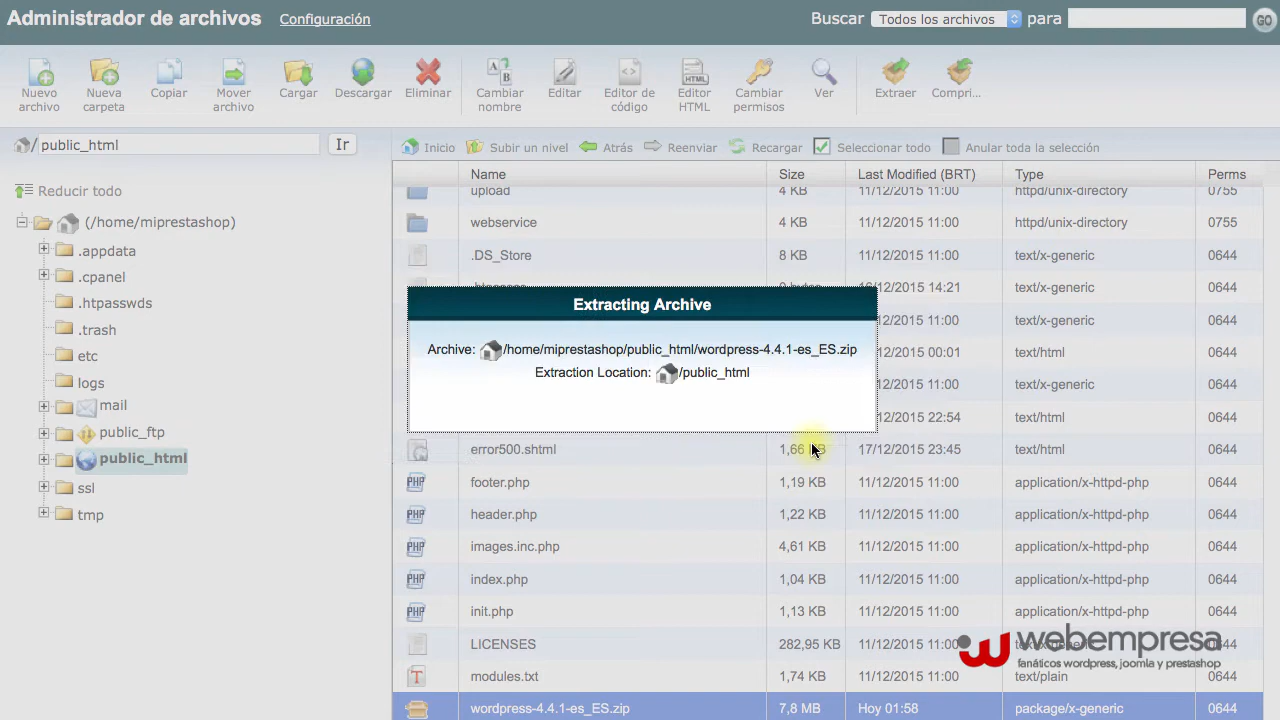 Administrador de archivos Configuración Buscar Todos los archivos para GO
Nuevo archivo
Nueva carpeta
Copiar
Mover archivo
Cargar
Descargar
Eliminar
Cambiar nombre
Editar
Editor de código
Editor HTML
Cambiar permisos
Ver
Extraer
Compri...
/ public_html Ir
Inicio Subir un nivel Atrás Reenviar Recargar Seleccionar todo Anular toda la selección
Reducir todo
(/home/miprestashop)
.appdata
.cpanel
.htpasswds
.trash
etc
logs
mail
public_ftp
public_html
ssl
tmp
Name Size Last Modified (BRT) Type Perms
upload 4 KB 11/12/2015 11:00 httpd/unix-directory 0755
webservice 4 KB 11/12/2015 11:00 httpd/unix-directory 0755
.DS_Store 8 KB 11/12/2015 11:00 text/x-generic 0644
14:21 text/x-generic 0644
11:00 text/x-generic 0644
00:01 text/html 0644
11:00 text/x-generic 0644
22:54 text/html 0644
Extracting Archive
Archive: /home/miprestashop/public_html/wordpress-4.4.1-es_ES.zip
Extraction Location: /public_html
error500.shtml 1,66 KB 17/12/2015 23:45 text/html 0644
footer.php 1,19 KB 11/12/2015 11:00 application/x-httpd-php 0644
header.php 1,22 KB 11/12/2015 11:00 application/x-httpd-php 0644
images.inc.php 4,61 KB 11/12/2015 11:00 application/x-httpd-php 0644
index.php 1,04 KB 11/12/2015 11:00 application/x-httpd-php 0644
init.php 1,13 KB 11/12/2015 11:00 application/x-httpd-php 0644
LICENSES 282,95 KB 11/12/2015 11:00 0644
modules.txt 1,74 KB 11/12/2015 11:00 text/plain 0644
wordpress-4.4.1-es_ES.zip 7,8 MB Hoy 01:58 package/x-generic 0644
webempresa
fanáticos wordpress, joomla y prestashop